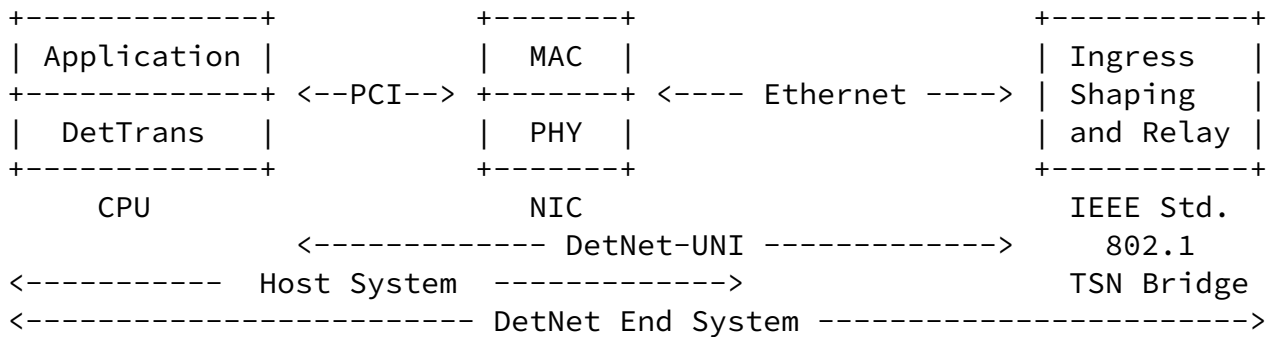 +-------------+            +-------+                        +-----------+
| Application |            |  MAC  |                        | Ingress   |
+-------------+ <--PCI--> +-------+ <---- Ethernet ----> | Shaping   |
|  DetTrans   |            |  PHY  |                        | and Relay |
+-------------+            +-------+                        +-----------+
     CPU                      NIC                            IEEE Std.
               <------------- DetNet-UNI ------------->        802.1
<-----------  Host System  ------------->                    TSN Bridge
<------------------------ DetNet End System ----------------------->